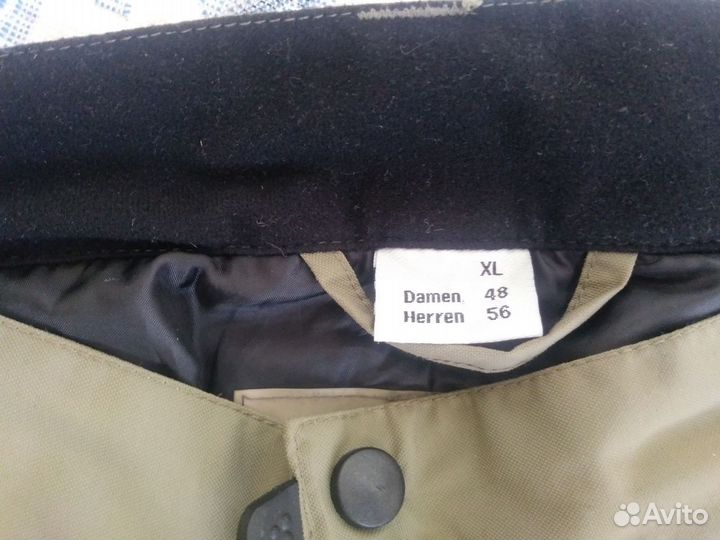 XL
Damen 48
Herren 56
Avito